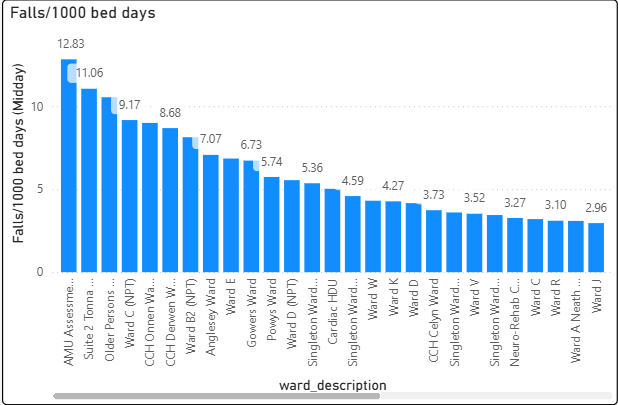 Falls/1000 bed days
Falls/1000 bed days (Midday)
10
5
0
12.83
11.06
9.17
8.68
7.07
6.73
5.74
5.36
4.59
4.27
3.73
3.52
3.27
3.10
2.96
AMU Assessme...
Suite 2 Tonna ...
Older Persons ...
Ward C (NPT)
CCH Onnen Wa...
CCH Derwen W...
Ward B2 (NPT)
Anglesey Ward
Ward E
Gowers Ward
Powys Ward
Ward D (NPT)
Singleton Ward...
Cardiac HDU
Singleton Ward...
Ward W
Ward K
Ward D
CCH Celyn Ward
Singleton Ward...
Ward V
Singleton Ward...
Neuro-Rehab C...
Ward C
Ward R
Ward A Neath ...
Ward J
ward_description